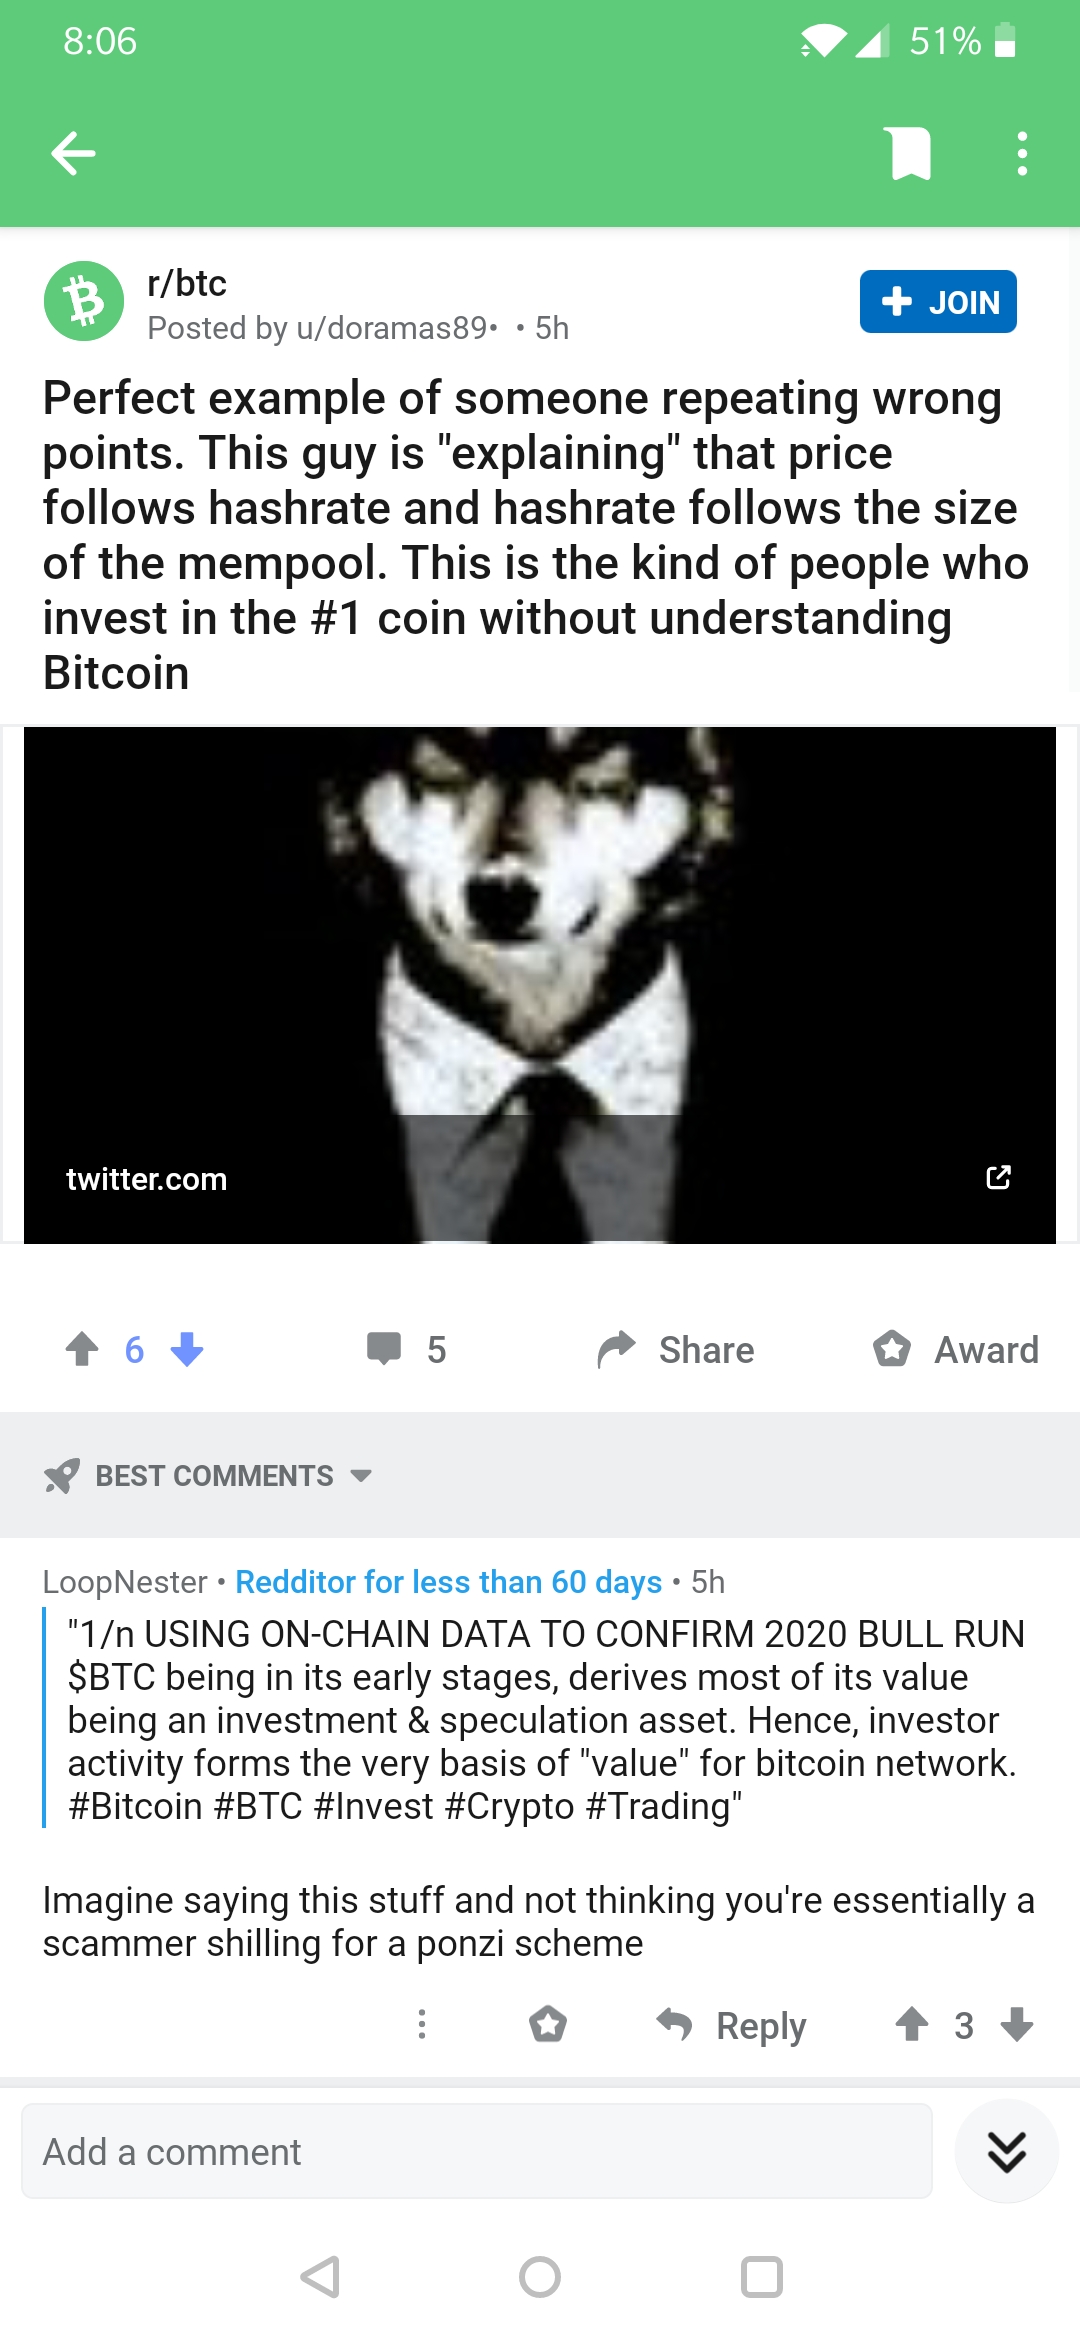 8:06
51%
r/btc
Posted by u/doramas89• • 5h
+ JOIN
Perfect example of someone repeating wrong
points. This guy is "explaining" that price
follows hashrate and hashrate follows the size
of the mempool. This is the kind of people who
invest in the #1 coin without understanding
Bitcoin
twitter.com
6
5
Share
Award
BEST COMMENTS
LoopNester • Redditor for less than 60 days • 5h
"1/n USING ON-CHAIN DATA TO CONFIRM 2020 BULL RUN
$BTC being in its early stages, derives most of its value
being an investment & speculation asset. Hence, investor
activity forms the very basis of "value" for bitcoin network.
#Bitcoin #BTC #Invest #Crypto #Trading"
Imagine saying this stuff and not thinking you're essentially a
scammer shilling for a ponzi scheme
Reply
3
Add a comment